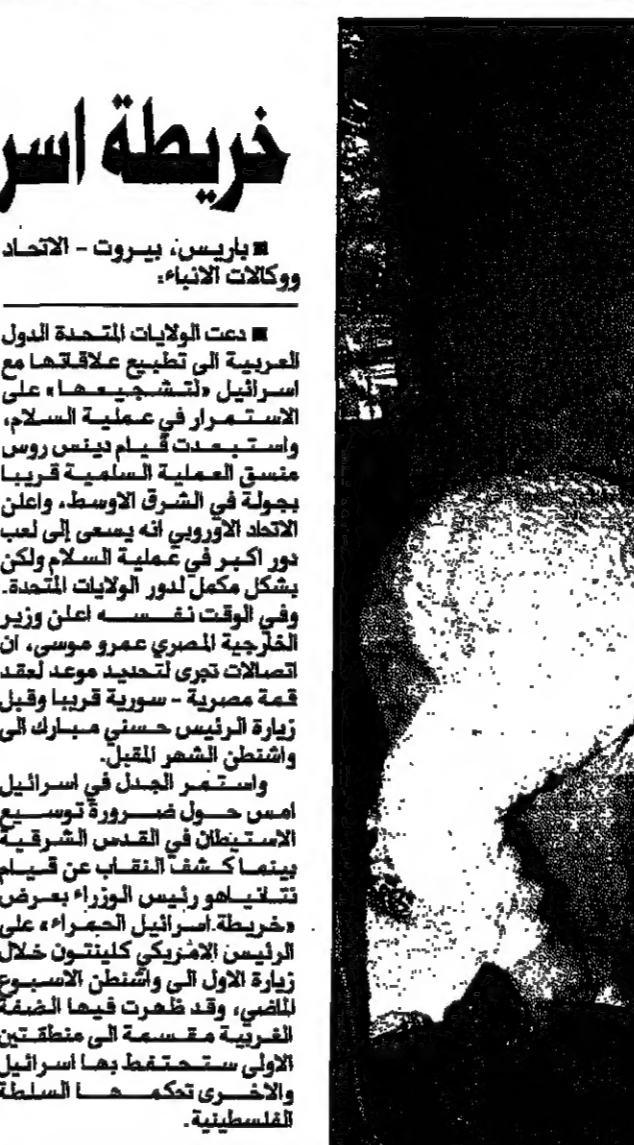 خريطة اسر
■ باريس، بيروت - الاتحاد
ووكالات الانباء:
■ دعت الولايات المتحدة الدول
العربية الى تطبيع علاقاتها مع
اسرائيل «لتشجيعها» على
الاستمرار في عملية السلام،
واستبعدت قيام دينس روس
منسق العملية السلمية قريبا
بجولة في الشرق الاوسط، واعلن
الاتحاد الاوروبي انه يسعى إلى لعب
دور اكبر في عملية السلام ولكن
بشكل مكمل لدور الولايات المتحدة.
وفي الوقت نفسه اعلن وزير
الخارجية المصري عمرو موسى، ان
اتصالات تجرى لتحديد موعد لعقد
قمة مصرية - سورية قريبا وقبل
زيارة الرئيس حسني مبارك الى
واشنطن الشهر المقبل.
واستمر الجدل في اسرائيل
امس حول ضرورة توسيع
الاستيطان في القدس الشرقية
بينما كشف النقاب عن قيام
نتانياهو رئيس الوزراء بعرض
«خريطة اسرائيل الحمراء» على
الرئيس الامريكي كلينتون خلال
زيارة الاول الى واشنطن الاسبوع
الماضي، وقد ظهرت فيها الضفة
الغربية مقسمة الى منطقتين
الاولى ستحتفظ بها اسرائيل
والاخرى تحكمها السلطة
الفلسطينية.